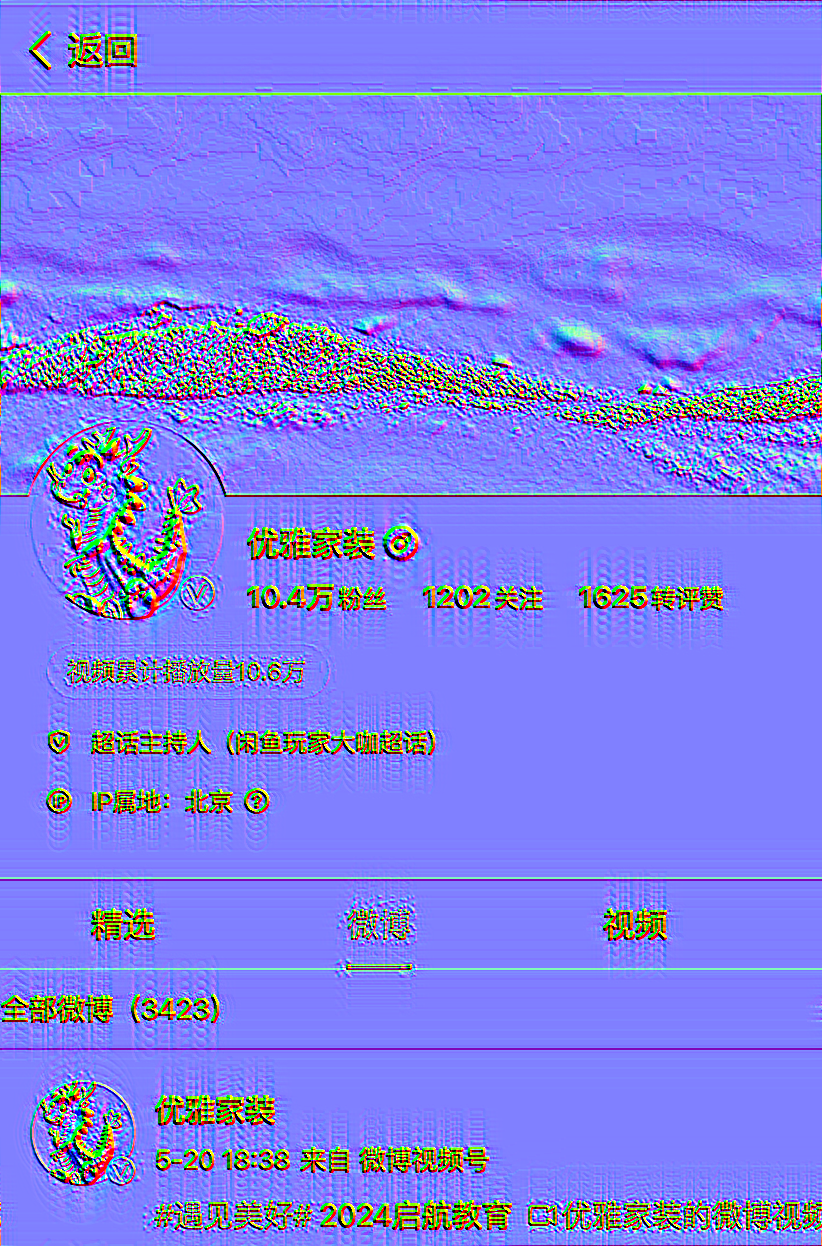 返回
优雅家装
10.4万粉丝 1202关注 1625转评赞
视频累计播放量10.6万
超话主持人（闲鱼玩家大咖超话）
IP属地：北京
精选 微博 视频
全部微博（3423）
优雅家装
5-20 18:38 来自 微博视频号
#遇见美好# 2024启航教育 优雅家装的微博视频